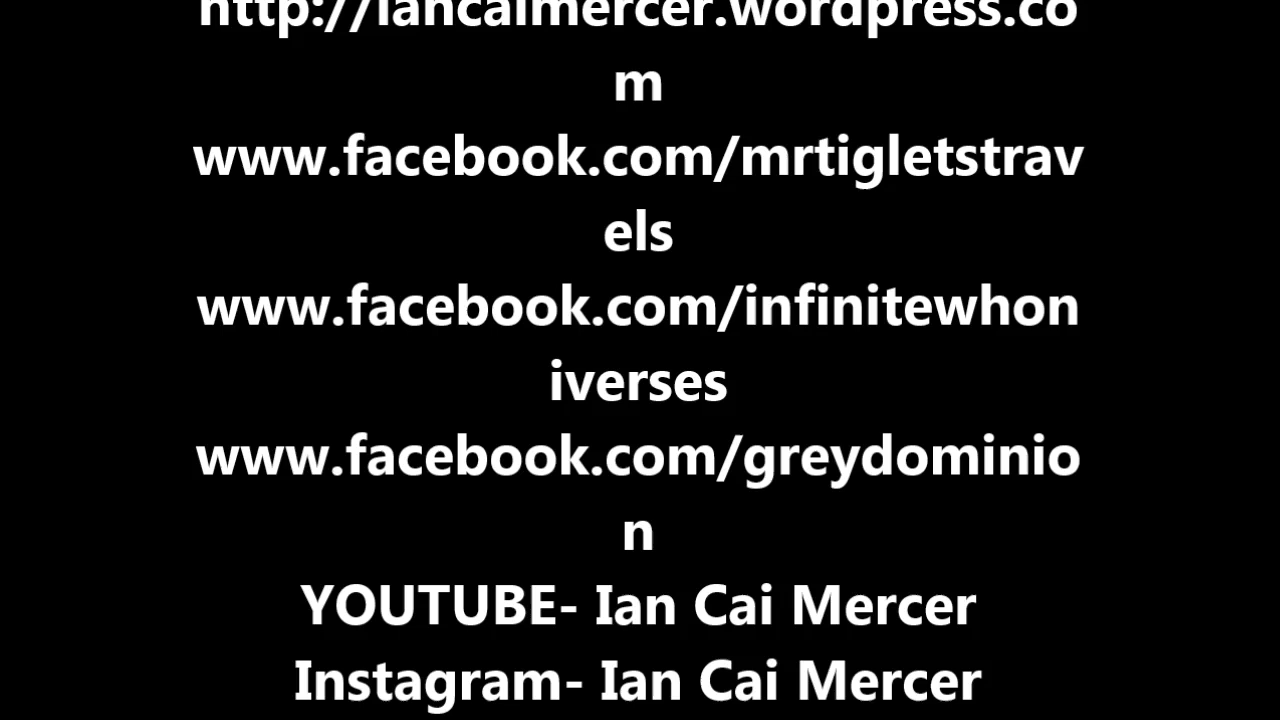 http://iancaimercer.wordpress.co
m
www.facebook.com/mrtigletstrav
els
www.facebook.com/infinitewhon
iverses
www.facebook.com/greydominio
n
YOUTUBE- Ian Cai Mercer
Instagram- Ian Cai Mercer